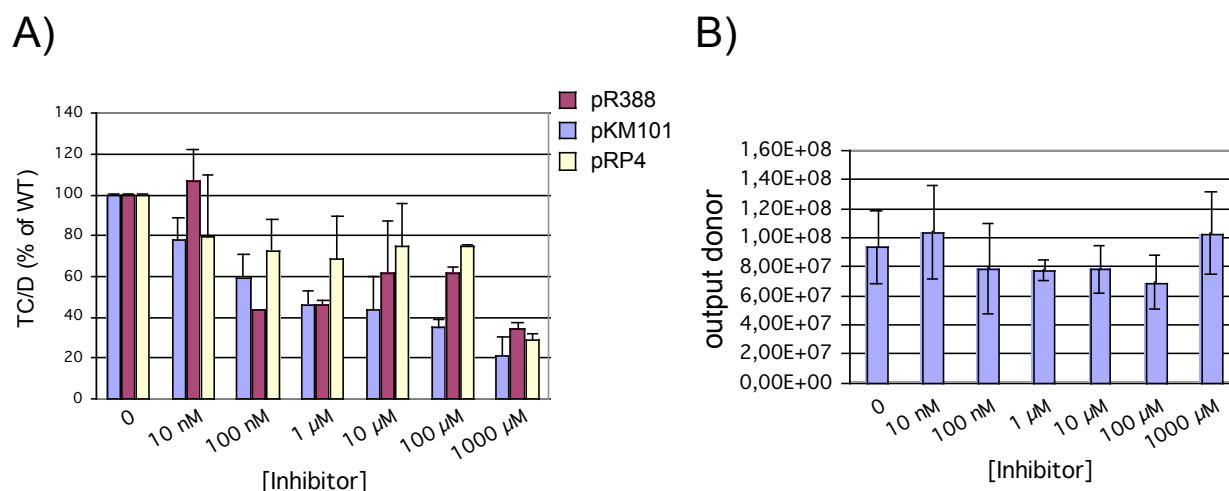 A)
pR388
pKM101
pRP4
TC/D (% of WT)
140
120
100
80
60
40
20
0
0
10 nM
100 nM
1 µM
10 µM
100 µM
1000 µM
[Inhibitor]
B)
output donor
1,60E+08
1,40E+08
1,20E+08
1,00E+08
8,00E+07
6,00E+07
4,00E+07
2,00E+07
0,00E+00
0
10 nM
100 nM
1 µM
10 µM
100 µM
1000 µM
[Inhibitor]